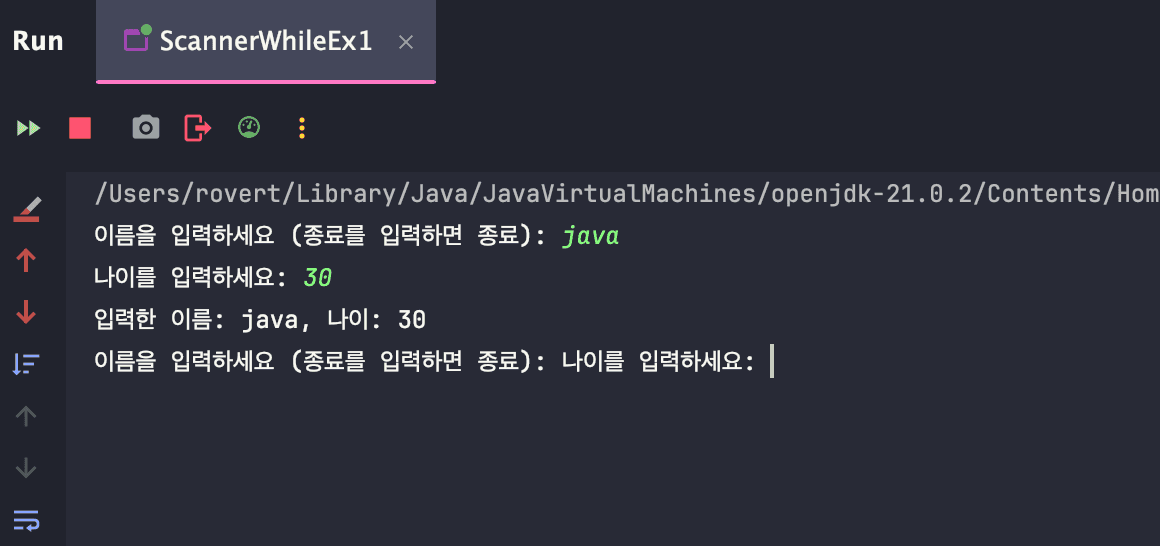 Run ScannerWhileEx1
/Users/rovert/Library/Java/JavaVirtualMachines/openjdk-21.0.2/Contents/Hom
이름을 입력하세요 (종료를 입력하면 종료): java
나이를 입력하세요: 30
입력한 이름: java, 나이: 30
이름을 입력하세요 (종료를 입력하면 종료): 나이를 입력하세요: